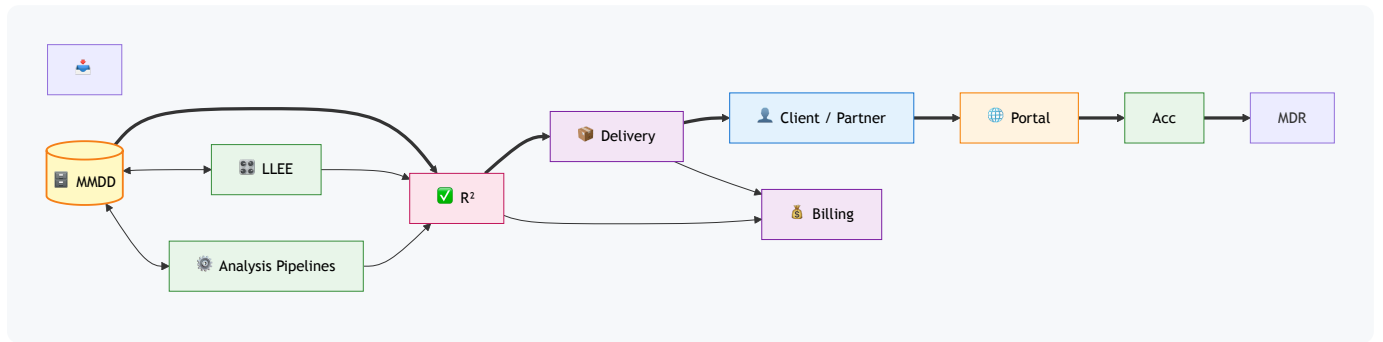 MMDD
LLEE
Analysis Pipelines
R²
Delivery
Client / Partner
Billing
Portal
Acc
MDR